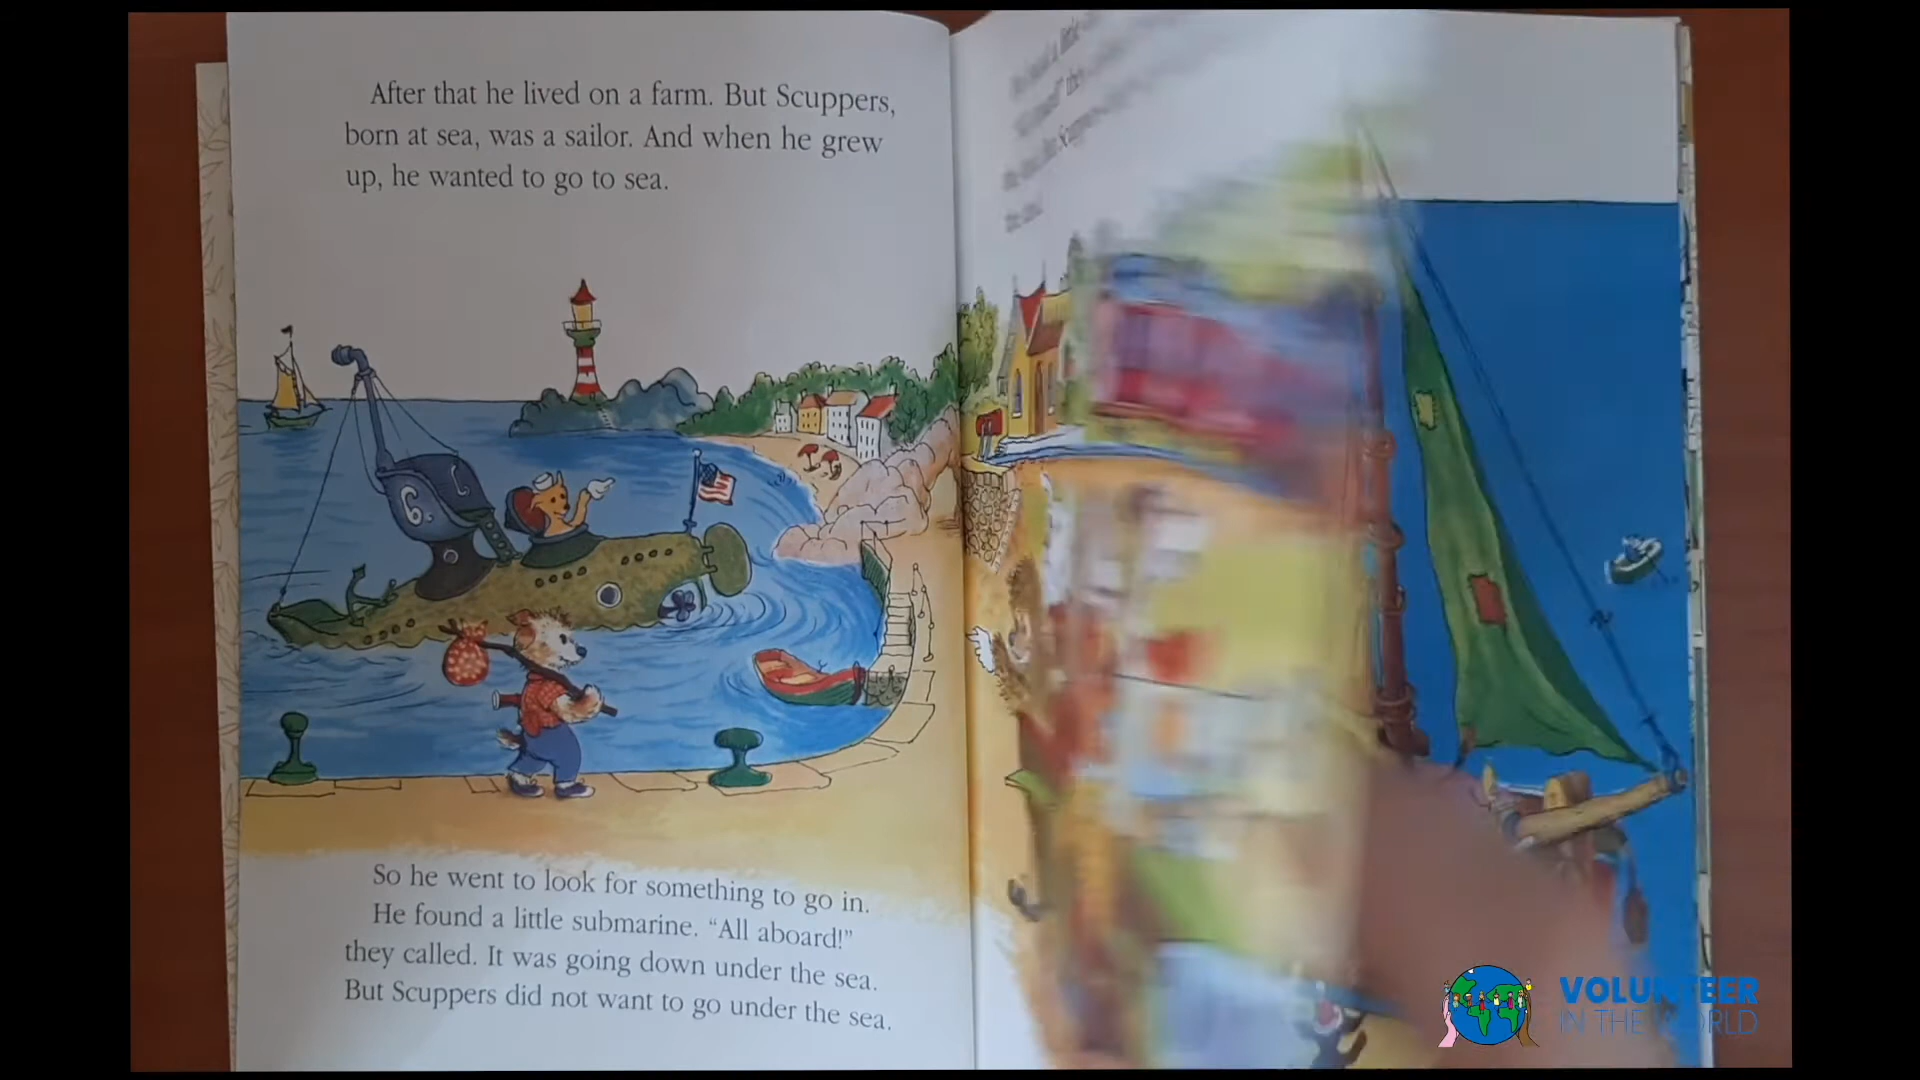 After that he lived on a farm. But Scuppers,
born at sea, was a sailor. And when he grew
up, he wanted to go to sea.
So he went to look for something to go in.
He found a little submarine. “All aboard!”
they called. It was going down under the sea.
But Scuppers did not want to go under the sea.
VOLUNTEER
IN THE WORLD